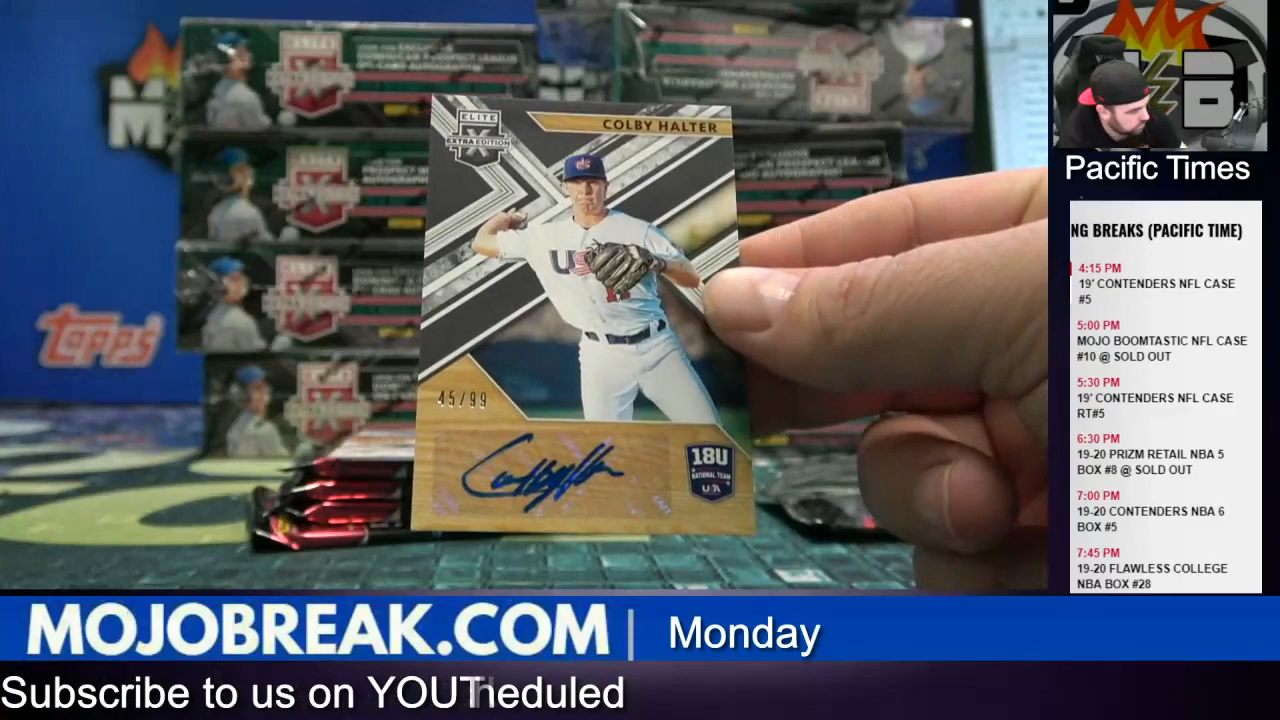 ELITE
EXTRA EDITION
COLBY HALTER
USA
45/99
18U
NATIONAL TEAM
USA
Topps
Pacific Times
NG BREAKS (PACIFIC TIME)
4:15 PM
19' CONTENDERS NFL CASE
#5
5:00 PM
MOJO BOOMTASTIC NFL CASE
#10 @ SOLD OUT
5:30 PM
19' CONTENDERS NFL CASE
RT#5
6:30 PM
19-20 PRIZM RETAIL NBA 5
BOX #8 @ SOLD OUT
7:00 PM
19-20 CONTENDERS NBA 6
BOX #5
7:45 PM
19-20 FLAWLESS COLLEGE
NBA BOX #28
MOJOBREAK.COM | Monday
Subscribe to us on YOUTheduled